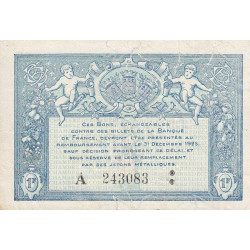 CES BONS, ÉCHANGEABLES
CONTRE DES BILLETS DE LA BANQUE
DE FRANCE, DEVRONT ÊTRE PRÉSENTÉS AU
REMBOURSEMENT AVANT LE 31 DÉCEMBRE 1925,
SAUF DÉCISION PROROGEANT CE DÉLAI ET
SOUS RÉSERVE DE LEUR REMPLACEMENT
PAR DES JETONS MÉTALLIQUES.
1F A 243083 1F